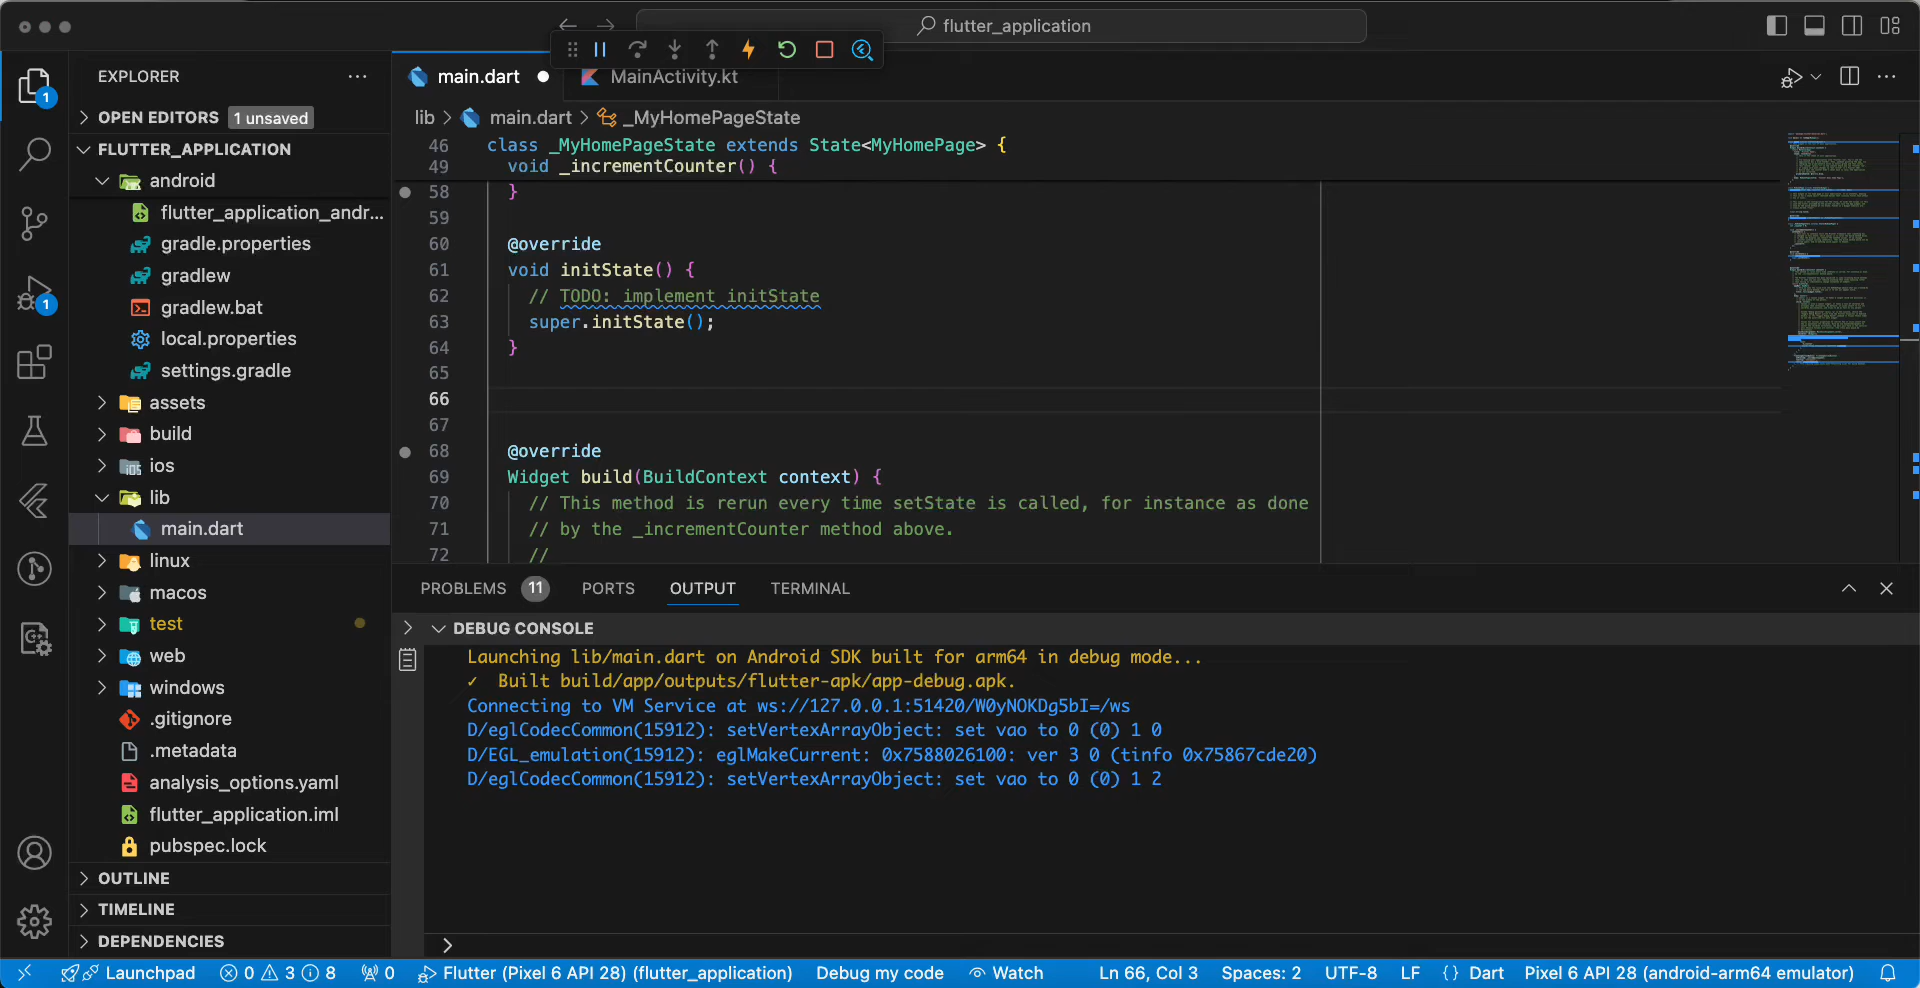 flutter_application
EXPLORER
OPEN EDITORS 1 unsaved
FLUTTER_APPLICATION
android
flutter_application_andr...
gradle.properties
gradlew
gradlew.bat
local.properties
settings.gradle
assets
build
ios
lib
main.dart
linux
macos
test
web
windows
.gitignore
.metadata
analysis_options.yaml
flutter_application.iml
pubspec.lock
OUTLINE
TIMELINE
DEPENDENCIES
1
1
main.dart
MainActivity.kt
lib > main.dart > _MyHomePageState
46 class _MyHomePageState extends State<MyHomePage> {
49 void _incrementCounter() {
58 }
59
60 @override
61 void initState() {
62 // TODO: implement initState
63 super.initState();
64 }
65
66
67
68 @override
69 Widget build(BuildContext context) {
70 // This method is rerun every time setState is called, for instance as done
71 // by the _incrementCounter method above.
72 //
PROBLEMS 11 PORTS OUTPUT TERMINAL
DEBUG CONSOLE
Launching lib/main.dart on Android SDK built for arm64 in debug mode...
✓ Built build/app/outputs/flutter-apk/app-debug.apk.
Connecting to VM Service at ws://127.0.0.1:51420/W0yNOKDg5bI=/ws
D/eglCodecCommon(15912): setVertexArrayObject: set vao to 0 (0) 1 0
D/EGL_emulation(15912): eglMakeCurrent: 0x7588026100: ver 3 0 (tinfo 0x75867cde20)
D/eglCodecCommon(15912): setVertexArrayObject: set vao to 0 (0) 1 2
>
Launchpad 0 3 8 0 Flutter (Pixel 6 API 28) (flutter_application) Debug my code Watch Ln 66, Col 3 Spaces: 2 UTF-8 LF {} Dart Pixel 6 API 28 (android-arm64 emulator)